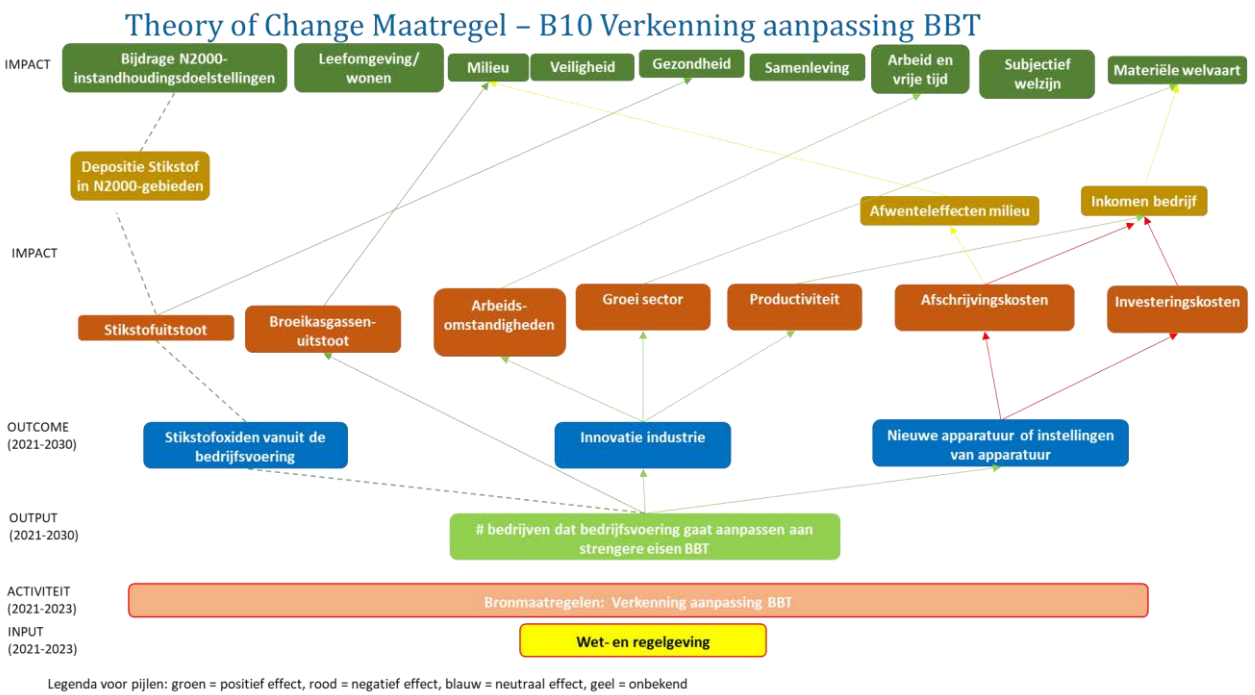 Theory of Change Maatregel – B10 Verkenning aanpassing BBT
IMPACT
Bijdrage N2000-
instandhoudingsdoelstellingen
Leefomgeving/
wonen
Milieu
Veiligheid
Gezondheid
Samenleving
Arbeid en
vrije tijd
Subjectief
welzijn
Materiële welvaart
Depositie Stikstof
in N2000-gebieden
Afwenteleffecten milieu
Inkomen bedrijf
IMPACT
Stikstofuitstoot
Broeikasgassen-
uitstoot
Arbeids-
omstandigheden
Groei sector
Productiviteit
Afschrijvingskosten
Investeringskosten
OUTCOME
(2021-2030)
Stikstofoxiden vanuit de
bedrijfsvoering
Innovatie industrie
Nieuwe apparatuur of instellingen
van apparatuur
OUTPUT
(2021-2030)
# bedrijven dat bedrijfsvoering gaat aanpassen aan
strengere eisen BBT
ACTIVITEIT
(2021-2023)
Bronmaatregelen: Verkenning aanpassing BBT
INPUT
(2021-2023)
Wet- en regelgeving
Legenda voor pijlen: groen = positief effect, rood = negatief effect, blauw = neutraal effect, geel = onbekend